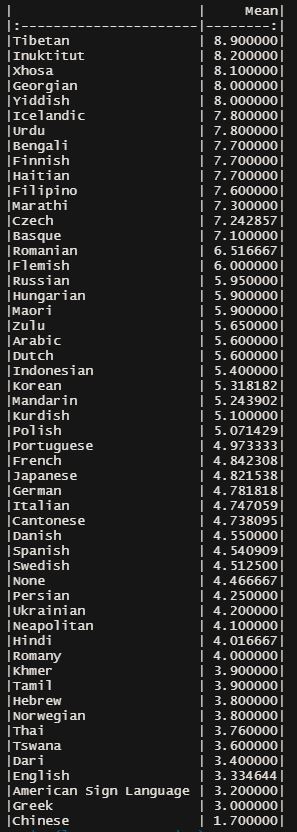 |                        |     Mean|
|:-----------------------|--------:|
|Tibetan                 | 8.900000|
|Inuktitut               | 8.200000|
|Xhosa                   | 8.100000|
|Georgian                | 8.000000|
|Yiddish                 | 8.000000|
|Icelandic               | 7.800000|
|Urdu                    | 7.800000|
|Bengali                 | 7.700000|
|Finnish                 | 7.700000|
|Haitian                 | 7.700000|
|Filipino                | 7.600000|
|Marathi                 | 7.300000|
|Czech                   | 7.242857|
|Basque                  | 7.100000|
|Romanian                | 6.516667|
|Flemish                 | 6.000000|
|Russian                 | 5.950000|
|Hungarian               | 5.900000|
|Maori                   | 5.900000|
|Zulu                    | 5.650000|
|Arabic                  | 5.600000|
|Dutch                   | 5.600000|
|Indonesian              | 5.400000|
|Korean                  | 5.318182|
|Mandarin                | 5.243902|
|Kurdish                 | 5.100000|
|Polish                  | 5.071429|
|Portuguese              | 4.973333|
|French                  | 4.842308|
|Japanese                | 4.821538|
|German                  | 4.781818|
|Italian                 | 4.747059|
|Cantonese               | 4.738095|
|Danish                  | 4.550000|
|Spanish                 | 4.540909|
|Swedish                 | 4.512500|
|None                    | 4.466667|
|Persian                 | 4.250000|
|Ukrainian               | 4.200000|
|Neapolitan              | 4.100000|
|Hindi                   | 4.016667|
|Romany                  | 4.000000|
|Khmer                   | 3.900000|
|Tamil                   | 3.900000|
|Hebrew                  | 3.800000|
|Norwegian               | 3.800000|
|Thai                    | 3.760000|
|Tswana                  | 3.600000|
|Dari                    | 3.400000|
|English                 | 3.334644|
|American Sign Language  | 3.200000|
|Greek                   | 3.000000|
|Chinese                 | 1.700000|